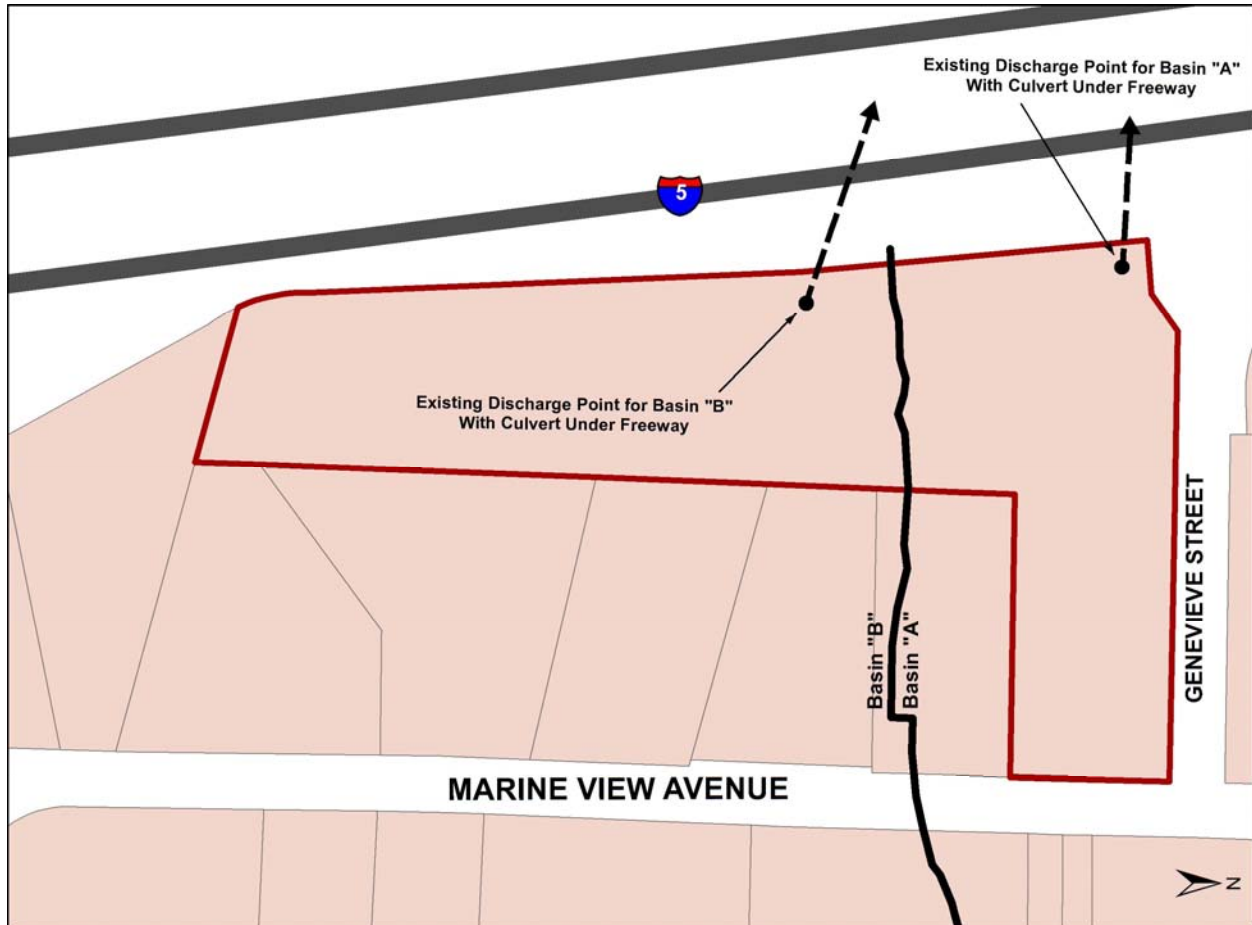 Existing Discharge Point for Basin "A"
With Culvert Under Freeway
5
Existing Discharge Point for Basin "B"
With Culvert Under Freeway
GENEVIEVE STREET
Basin "B"
Basin "A"
MARINE VIEW AVENUE
N